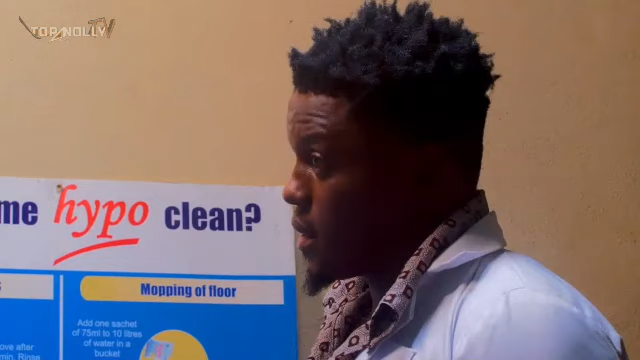 TOP NOLLY TV
me hypo clean?
Mopping of floor
Add one sachet
of 75ml to 10 litres
of water in a
bucket
ove after
min. Rinse